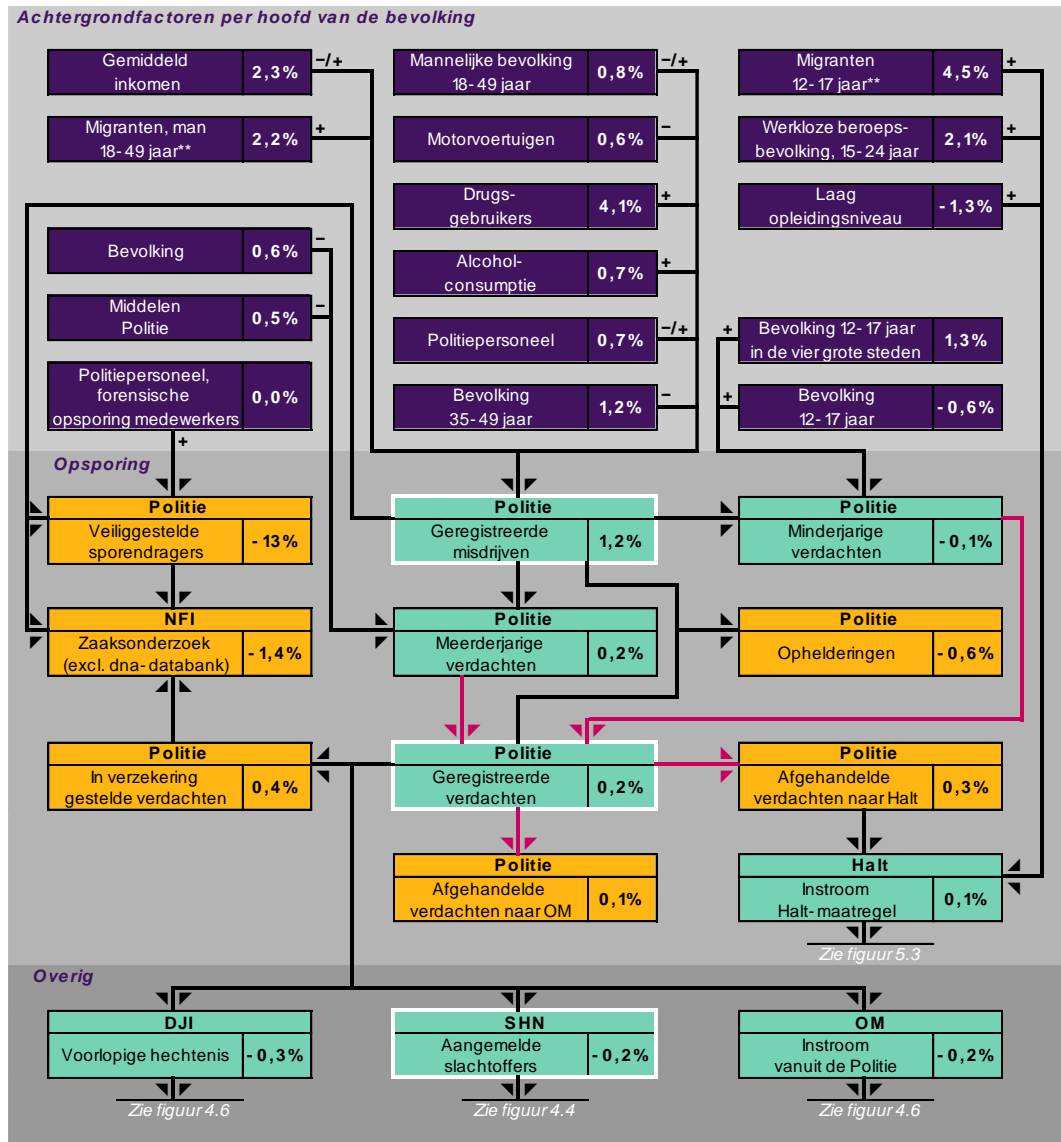 Achtergrondfactoren per hoofd van de bevolking
Gemiddeld
inkomen
2,3%
−/+
Mannelijke bevolking
18-49 jaar
0,8%
−/+
Migranten
12-17 jaar**
4,5%
+
Migranten, man
18-49 jaar**
2,2%
+
Motorvoertuigen
0,6%
−
Werkloze beroeps-
bevolking, 15-24 jaar
2,1%
+
Drugs-
gebruikers
4,1%
+
Laag
opleidingsniveau
-1,3%
+
Bevolking
0,6%
−
Alcohol-
consumptie
0,7%
+
Middelen
Politie
0,5%
−
Politiepersoneel
0,7%
−/+
+
Bevolking 12-17 jaar
in de vier grote steden
1,3%
Politiepersoneel,
forensische
opsporing medewerkers
0,0%
+
Bevolking
35-49 jaar
1,2%
−
+
Bevolking
12-17 jaar
-0,6%
Opsporing
Politie
Veiliggestelde
sporendragers
-13%
Politie
Geregistreerde
misdrijven
1,2%
Politie
Minderjarige
verdachten
-0,1%
NFI
Zaaksonderzoek
(excl. dna-databank)
-1,4%
Politie
Meerderjarige
verdachten
0,2%
Politie
Ophelderingen
-0,6%
Politie
In verzekering
gestelde verdachten
0,4%
Politie
Geregistreerde
verdachten
0,2%
Politie
Afgehandelde
verdachten naar Halt
0,3%
Politie
Afgehandelde
verdachten naar OM
0,1%
Halt
Instroom
Halt-maatregel
0,1%
Zie figuur 5.3
Overig
DJI
Voorlopige hechtenis
-0,3%
SHN
Aangemelde
slachtoffers
-0,2%
OM
Instroom
vanuit de Politie
-0,2%
Zie figuur 4.6
Zie figuur 4.4
Zie figuur 4.6